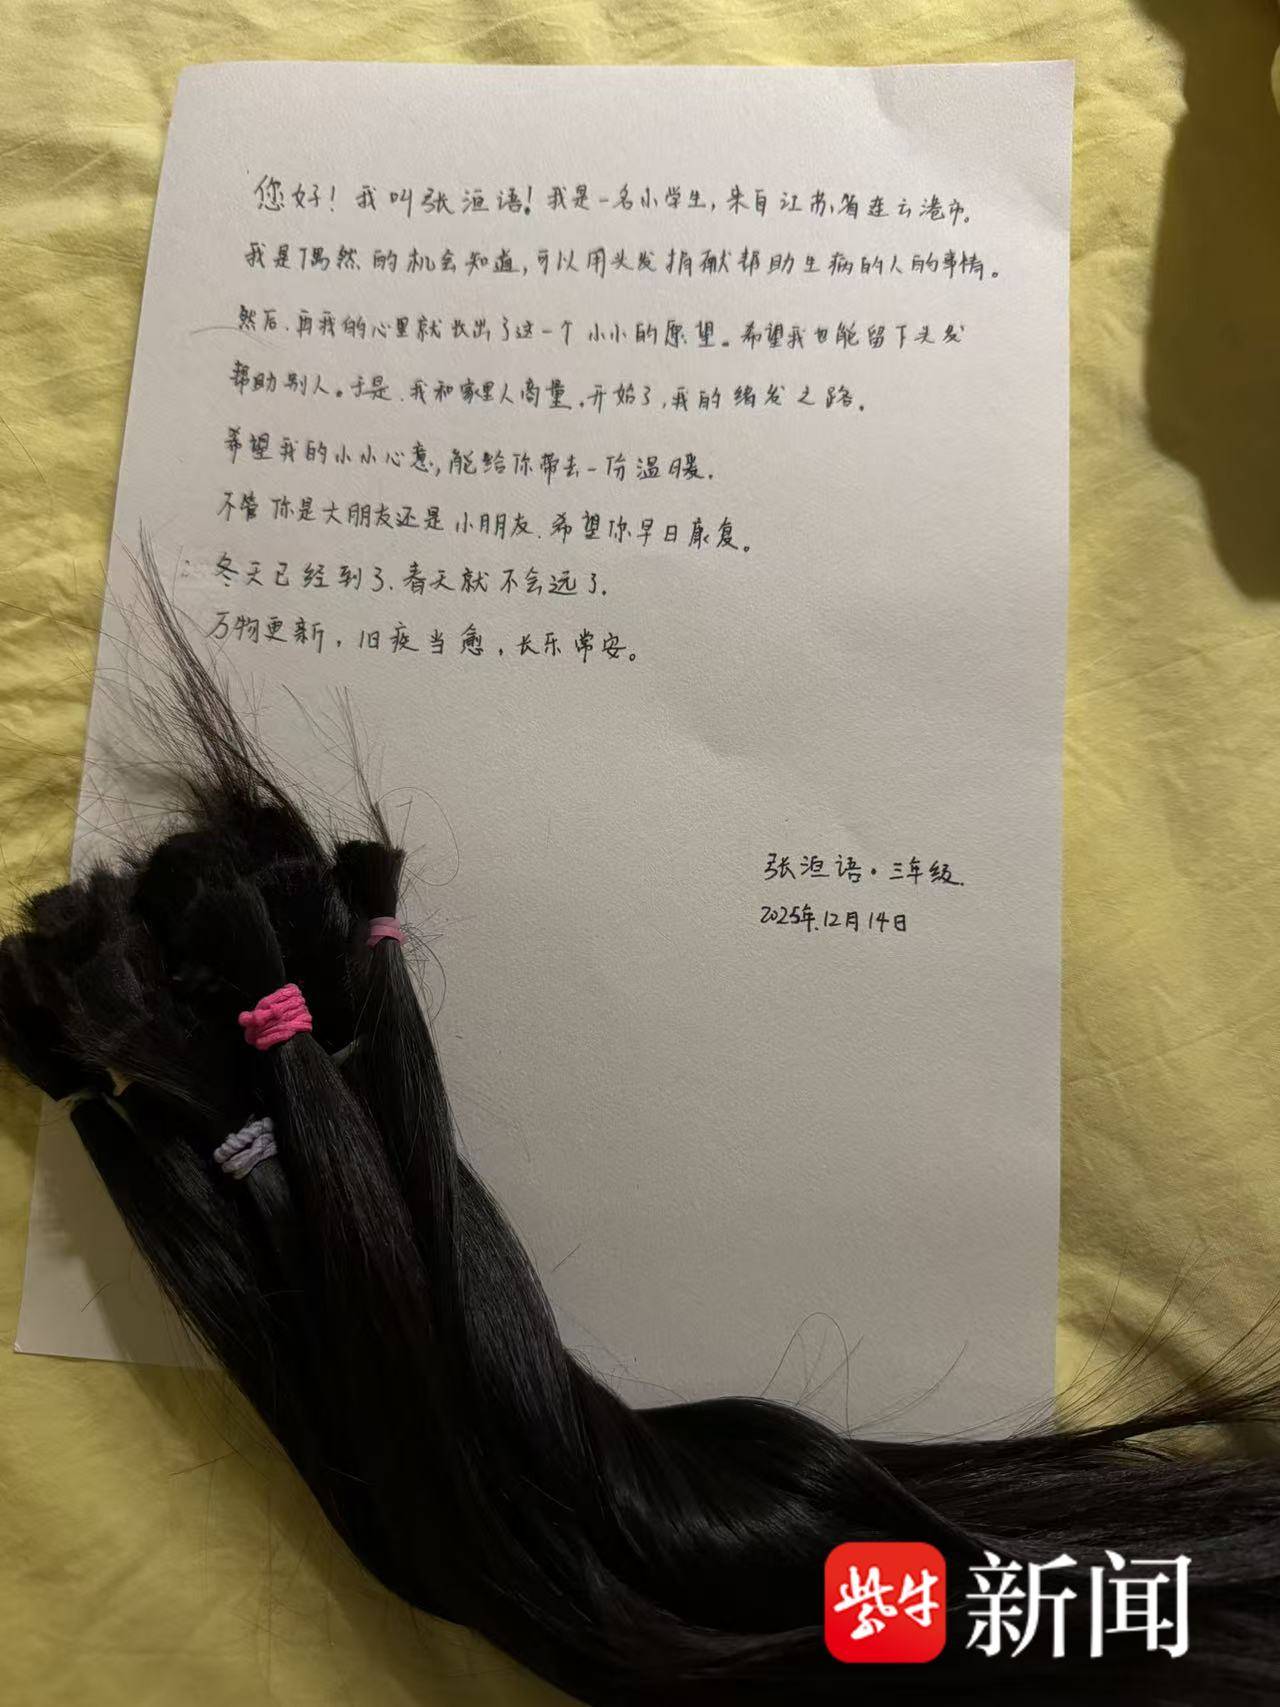 您好！我叫张洹语！我是一名小学生，来自江苏省连云港市。
我是偶然的机会知道，可以用头发捐献帮助生病的人的事情。
然后、再我的心里就长出了这一个小小的愿望。希望我也能留下头发
帮助别人。于是、我和家里人商量，开始了，我的绪发之路。
希望我的小小心意，能给你带去一份温暖.
不管你是大朋友还是小朋友.希望你早日康复。
冬天已经到了.春天就不会远了.
万物更新，旧疾当愈，长乐常安。
张洹语·三年级.
2025年.12月14日
紫牛新闻